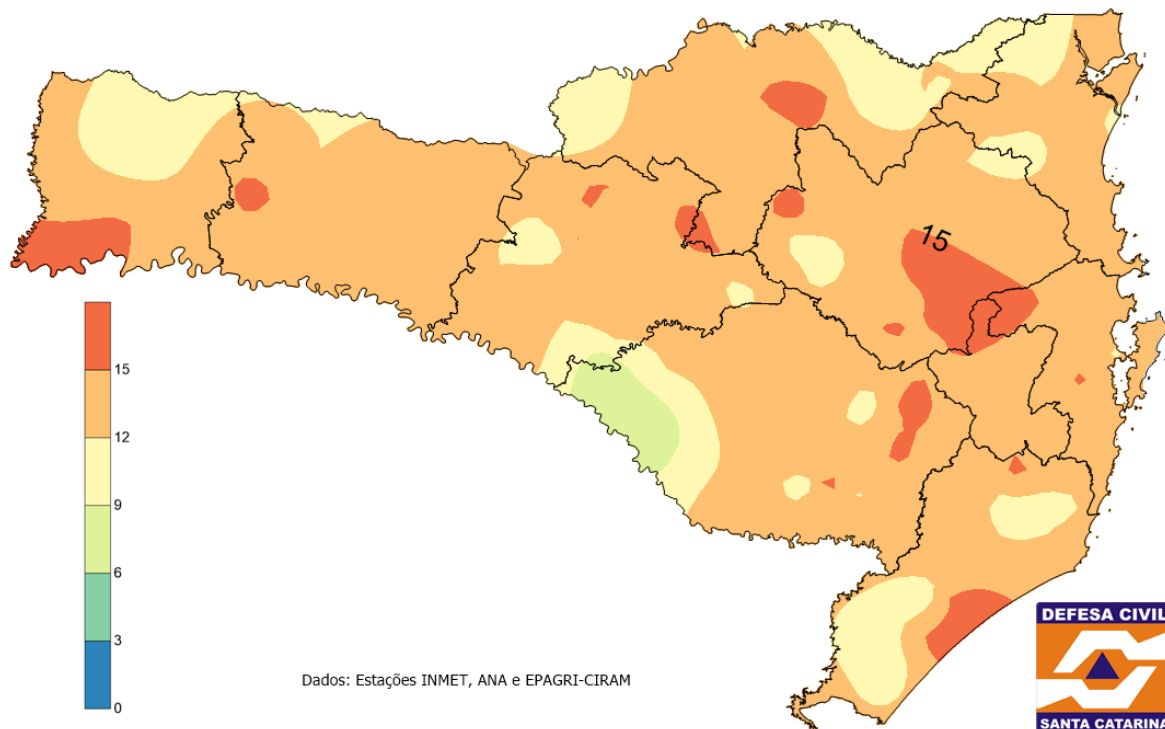 15
15
12
9
6
3
0
Dados: Estações INMET, ANA e EPAGRI-CIRAM
DEFESA CIVIL
SANTA CATARINA